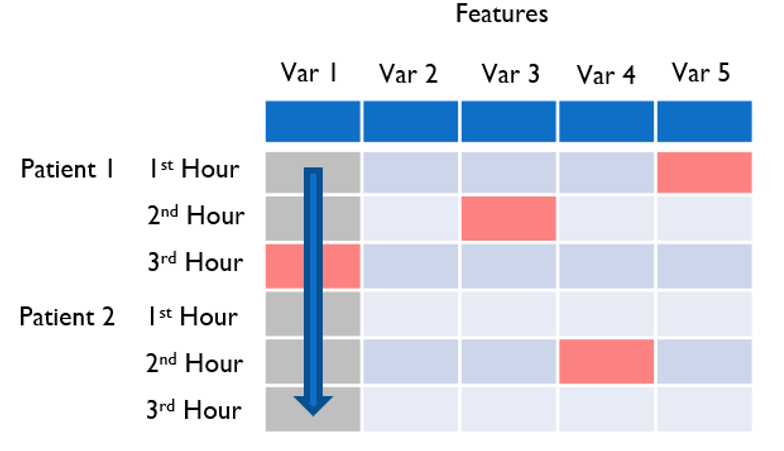 Features
Var 1 Var 2 Var 3 Var 4 Var 5
Patient 1 1st Hour
2nd Hour
3rd Hour
Patient 2 1st Hour
2nd Hour
3rd Hour